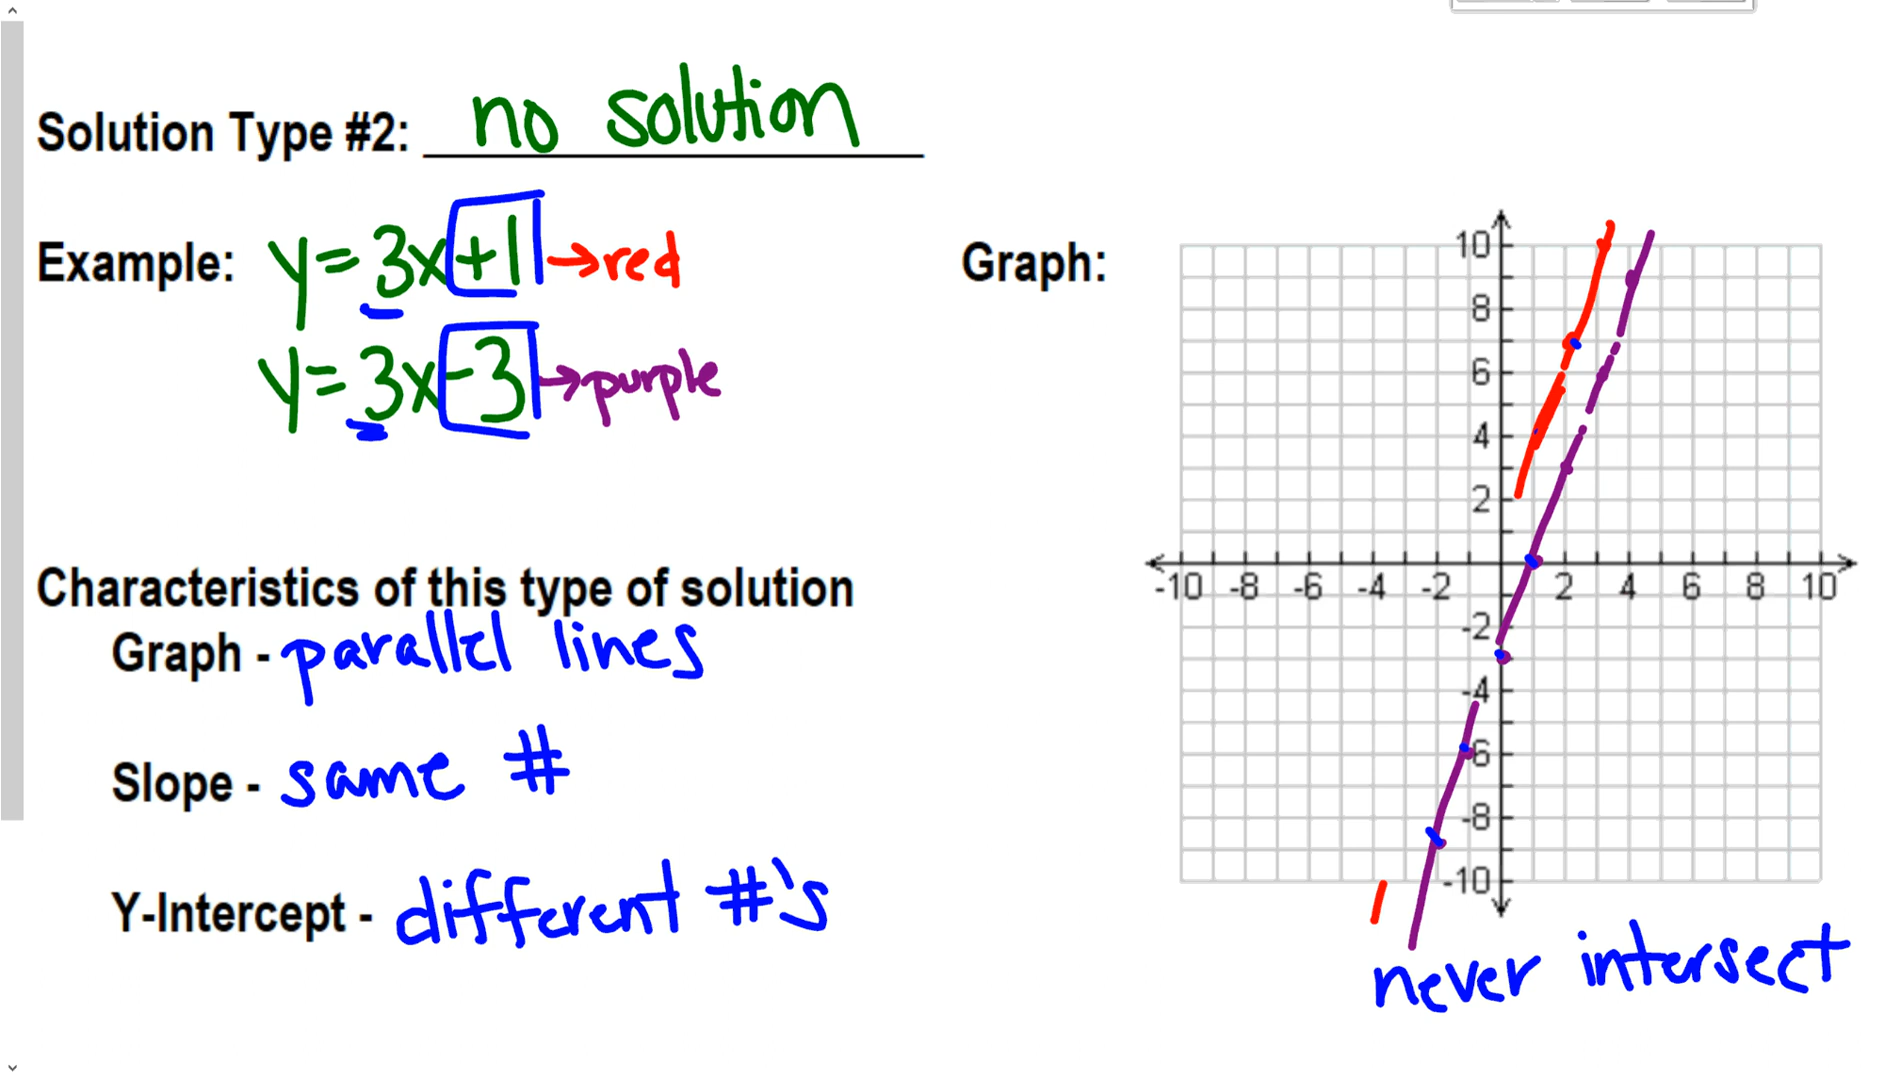 Solution Type #2: no solution
Example: y = 3x +1 → red
y = 3x -3 → purple
Graph:
10
8
6
4
2
-10 -8 -6 -4 -2 2 4 6 8 10
-2
-4
-6
-8
-10
never intersect
Characteristics of this type of solution
Graph - parallel lines
Slope - same #
Y-Intercept - different #'s